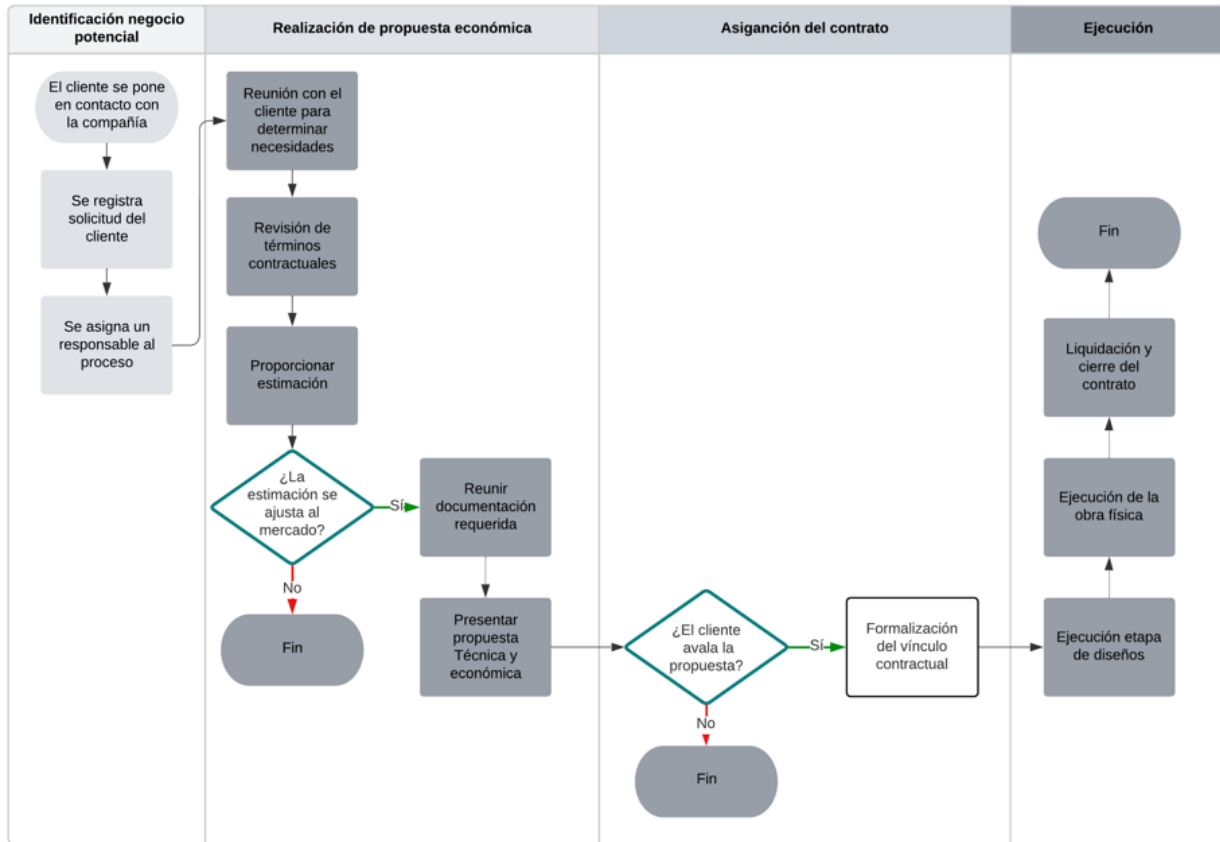 Identificación negocio
potencial
Realización de propuesta económica
Asigancción del contrato
Ejecución
El cliente se pone
en contacto con
la compañía
Se registra
solicitud del
cliente
Se asigna un
responsable al
proceso
Reunión con el
cliente para
determinar
necesidades
Revisión de
términos
contractuales
Proporcionar
estimación
¿La
estimación se
ajusta al
mercado?
Sí
No
Fin
Reunir
documentación
requerida
Presentar
propuesta
Técnica y
económica
¿El cliente
avala la
propuesta?
Sí
No
Fin
Formalización
del vínculo
contractual
Ejecución etapa
de diseños
Ejecución de la
obra física
Liquidación y
cierre del
contrato
Fin